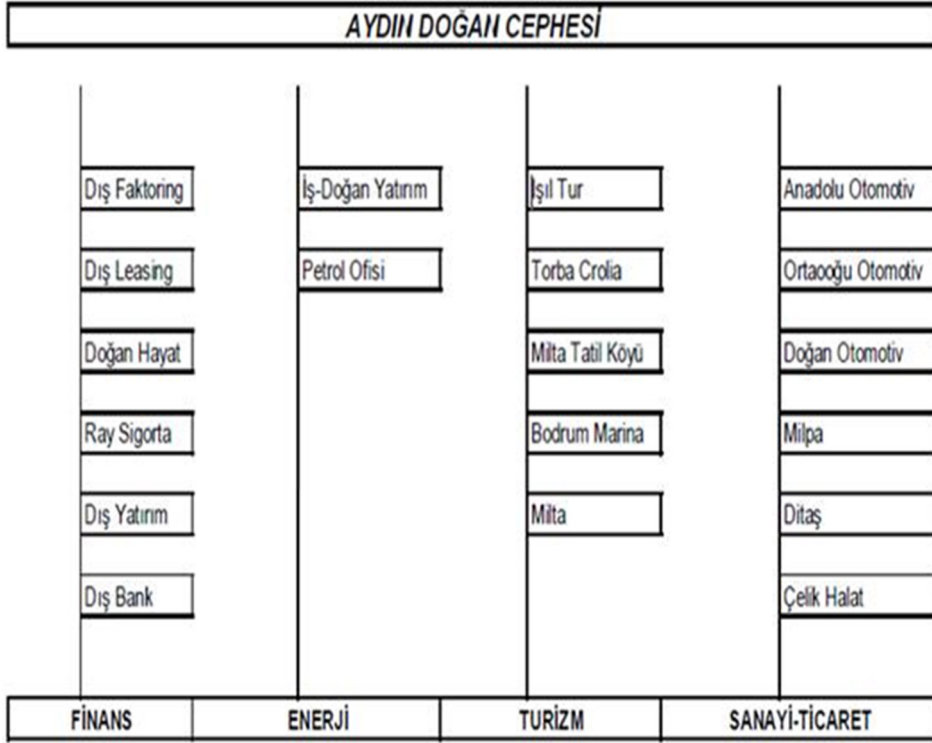 AYDIN DOĞAN CEPHESİ
Dış Faktoring
İş-Doğan Yatırım
Işıl Tur
Anadolu Otomotiv
Dış Leasing
Petrol Ofisi
Torba Crolia
Ortaooğu Otomotiv
Doğan Hayat
Milta Tatil Köyü
Doğan Otomotiv
Ray Sigorta
Bodrum Marina
Milpa
Dış Yatırım
Milta
Ditaş
Dış Bank
Çelik Halat
FİNANS
ENERJİ
TURİZM
SANAYİ-TİCARET